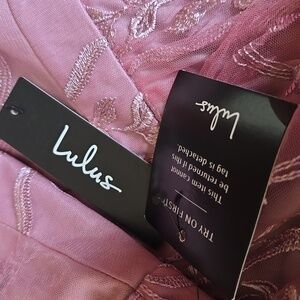 Lulus
TRY ON FIRST
This item cannot
be returned if this
tag is detached.
Lulus